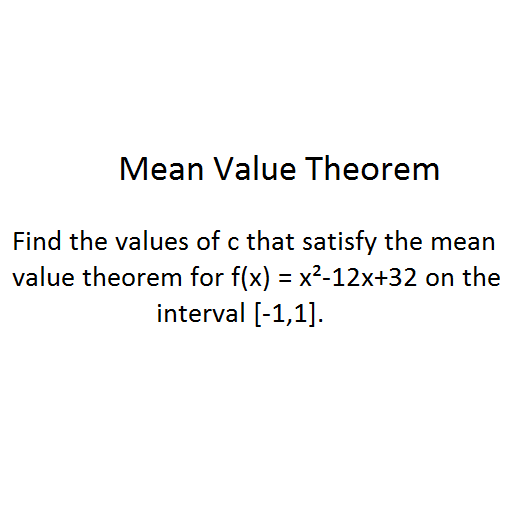 Mean Value Theorem
Find the values of c that satisfy the mean
value theorem for f(x) = x²-12x+32 on the
interval [-1,1].